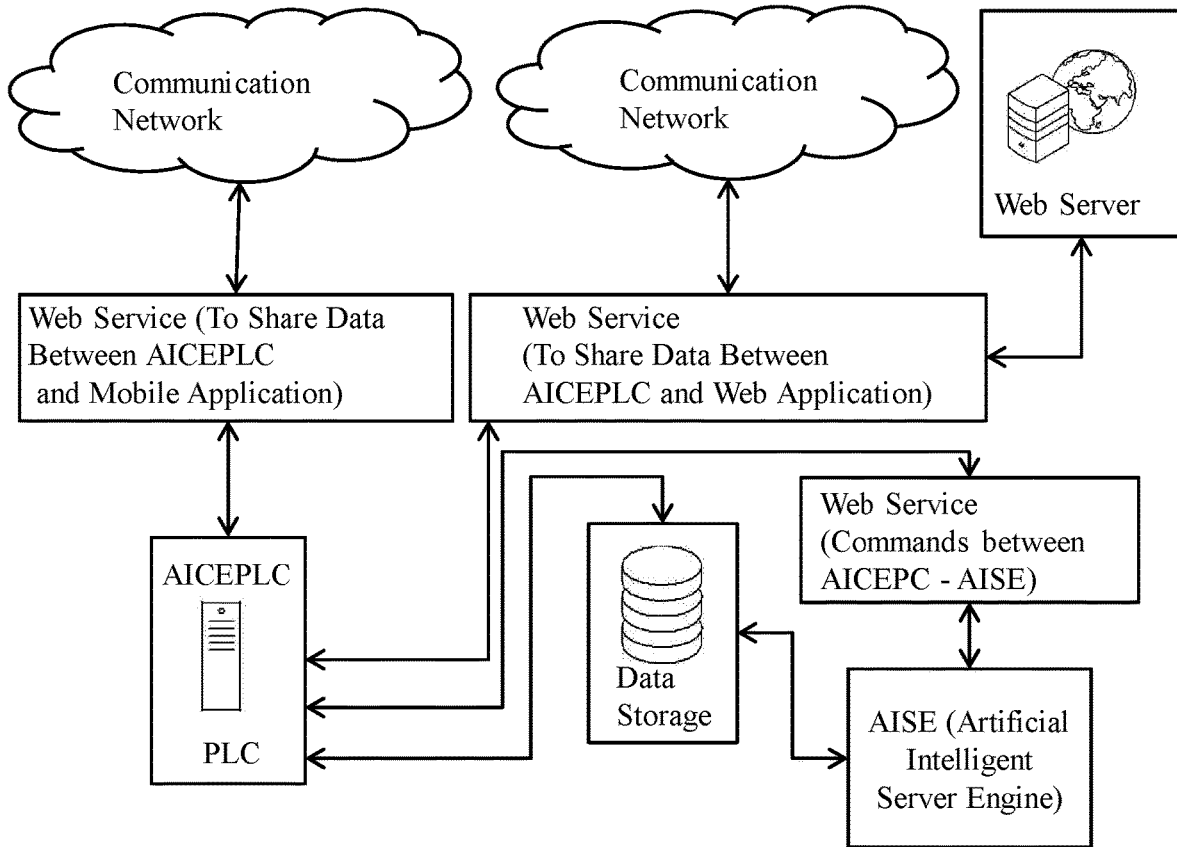 Communication
Network
Communication
Network
Web Server
Web Service (To Share Data
Between AICEPLC
and Mobile Application)
Web Service
(To Share Data Between
AICEPLC and Web Application)
Web Service
(Commands between
AICEPC - AISE)
AICEPLC
PLC
Data
Storage
AISE (Artificial
Intelligent
Server Engine)